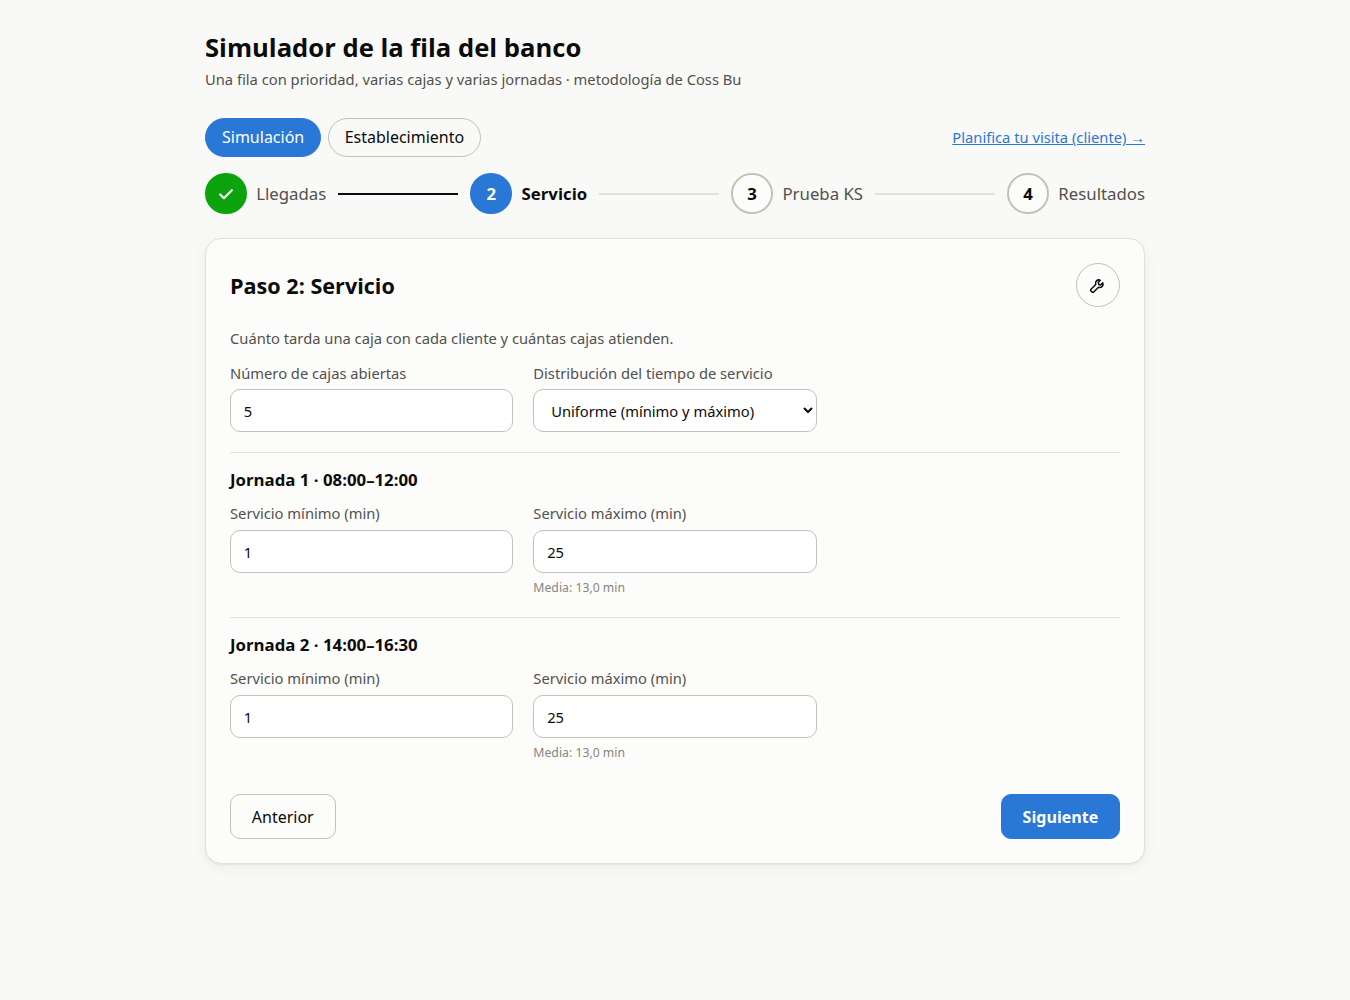 Simulador de la fila del banco
Una fila con prioridad, varias cajas y varias jornadas · metodología de Coss Bu
Simulación
Establecimiento
Planifica tu visita (cliente) →
Llegadas
2 Servicio
3 Prueba KS
4 Resultados
Paso 2: Servicio
Cuánto tarda una caja con cada cliente y cuántas cajas atienden.
Número de cajas abiertas
Distribución del tiempo de servicio
5
Uniforme (mínimo y máximo)
Jornada 1 · 08:00–12:00
Servicio mínimo (min)
Servicio máximo (min)
1
25
Media: 13,0 min
Jornada 2 · 14:00–16:30
Servicio mínimo (min)
Servicio máximo (min)
1
25
Media: 13,0 min
Anterior
Siguiente